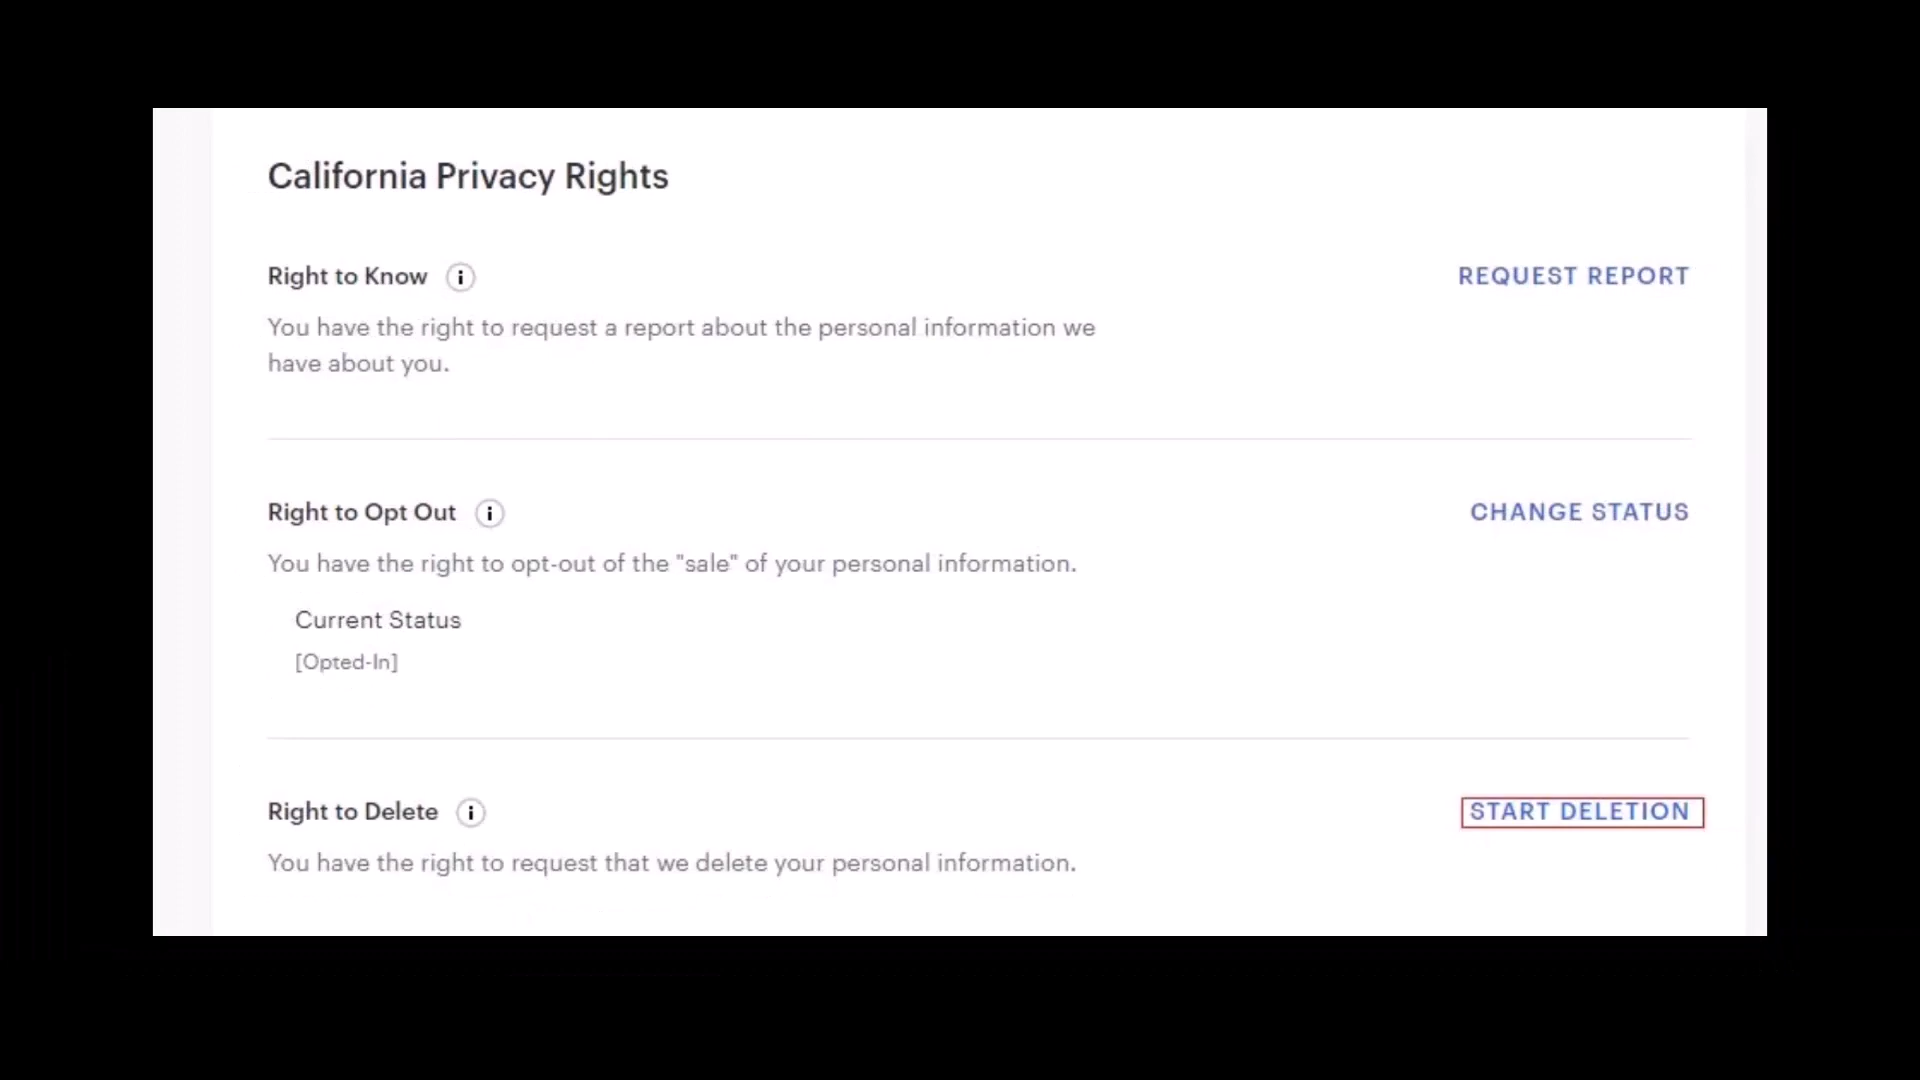 California Privacy Rights
Right to Know i
REQUEST REPORT
You have the right to request a report about the personal information we
have about you.
Right to Opt Out i
CHANGE STATUS
You have the right to opt-out of the "sale" of your personal information.
Current Status
[Opted-In]
Right to Delete i
START DELETION
You have the right to request that we delete your personal information.